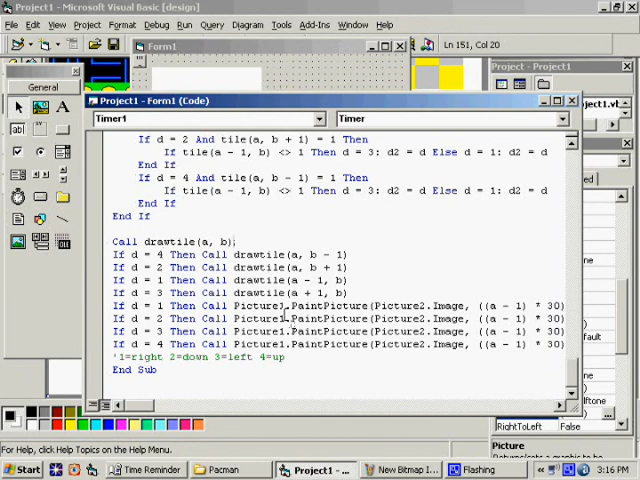 Project1 - Microsoft Visual Basic [design]
File Edit View Project Format Debug Run Query Diagram Tools Add-Ins Window Help
Form1
Ln 151, Col 20
General
Project - Project1
Project1 - Form1 (Code)
Timer1
Timer
If d = 2 And tile(a, b + 1) = 1 Then
If tile(a - 1, b) <> 1 Then d = 3: d2 = d Else d = 1: d2 = d
End If
If d = 4 And tile(a, b - 1) = 1 Then
If tile(a - 1, b) <> 1 Then d = 3: d2 = d Else d = 1: d2 = d
End If
End If
Call drawtile(a, b)
If d = 4 Then Call drawtile(a, b - 1)
If d = 2 Then Call drawtile(a, b + 1)
If d = 1 Then Call drawtile(a - 1, b)
If d = 3 Then Call drawtile(a + 1, b)
If d = 1 Then Call Picture1.PaintPicture(Picture2.Image, ((a - 1) * 30)
If d = 2 Then Call Picture1.PaintPicture(Picture2.Image, ((a - 1) * 30)
If d = 3 Then Call Picture1.PaintPicture(Picture2.Image, ((a - 1) * 30)
If d = 4 Then Call Picture1.PaintPicture(Picture2.Image, ((a - 1) * 30)
'1=right 2=down 3=left 4=up
End Sub
RightToLeft False
Picture
For Help, click Help Topics on the Help Menu.
Start
Time Reminder
Pacman
Project1 - ...
New Bitmap I...
Flashing
3:16 PM